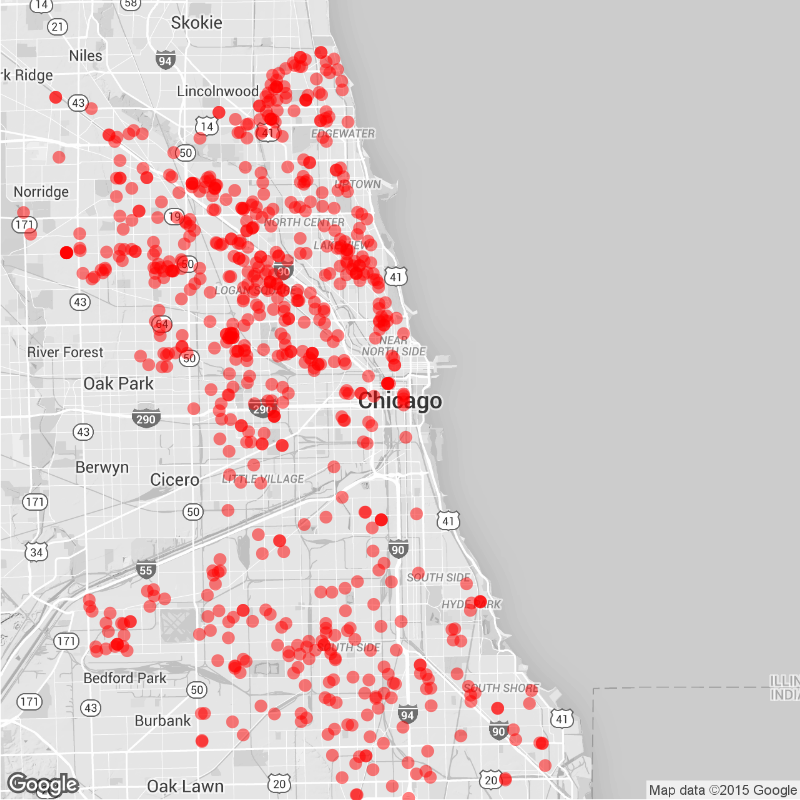 14
58
Skokie
21
Niles
94
rk Ridge
Lincolnwood
43
14
41
EDGEWATER
50
Norridge
UPTOWN
19
171
NORTH CENTER
LAKEVIEW
50
90
41
LOGAN SQUARE
43
64
NEAR
NORTH SIDE
River Forest
50
Oak Park
290
Chicago
290
43
Berwyn
Cicero
LITTLE VILLAGE
171
50
41
34
90
55
SOUTH SIDE
HYDE PARK
171
SOUTH SIDE
Bedford Park
ILLIN
INDIA
50
SOUTH SHORE
171
43
94
41
Burbank
90
Oak Lawn
20
20
Google
Map data ©2015 Google